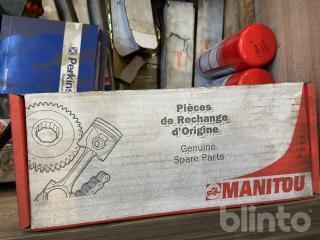 Perkins
Pièces
de Rechange
d'Origine
Genuine
Spare Parts
MANITOU
blinto